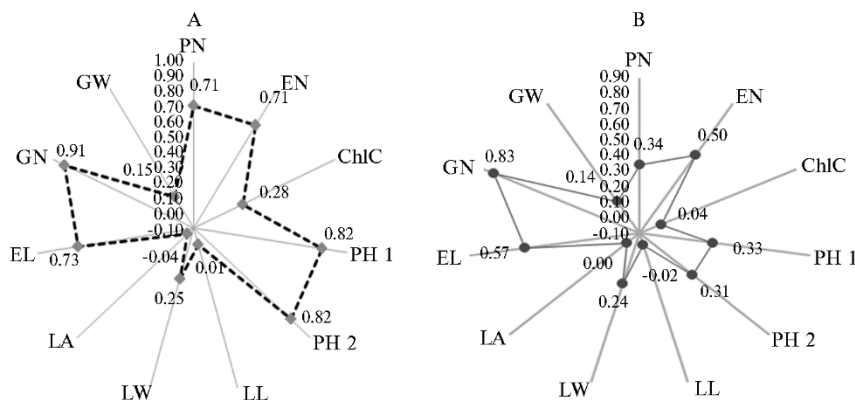 A
PN
1.00
0.90
0.80
0.70
0.60
0.50
0.40
0.30
0.20
0.10
0.00
-0.10
GW
EN
0.71
0.71
ChlC
GN
0.91
0.15
0.28
0.82
PH 1
EL
0.73
-0.04
0.01
0.25
0.82
PH 2
LA
LW
LL
B
PN
0.90
0.80
0.70
0.60
0.50
0.40
0.30
0.20
0.10
0.00
-0.10
GW
EN
0.34
0.50
ChlC
GN
0.83
0.14
0.04
0.33
PH 1
EL
0.57
0.00
-0.02
0.31
0.24
PH 2
LA
LW
LL